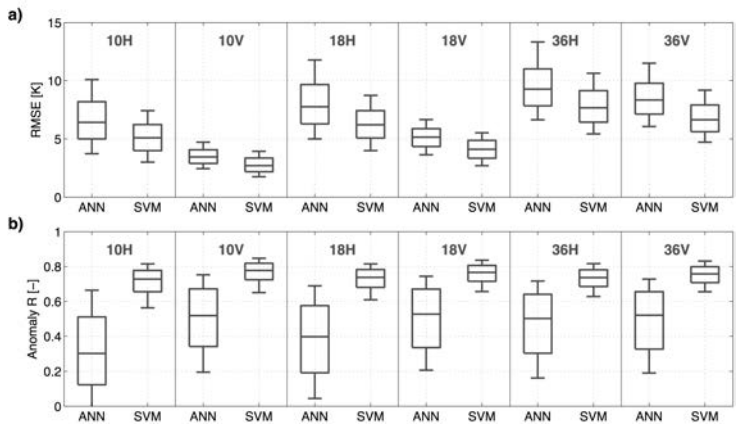 a)
15
10
5
0
RMSE [K]
10H 10V 18H 18V 36H 36V
ANN SVM ANN SVM ANN SVM ANN SVM ANN SVM ANN SVM
b)
1
0.8
0.6
0.4
0.2
0
Anomaly R [–]
10H 10V 18H 18V 36H 36V
ANN SVM ANN SVM ANN SVM ANN SVM ANN SVM ANN SVM